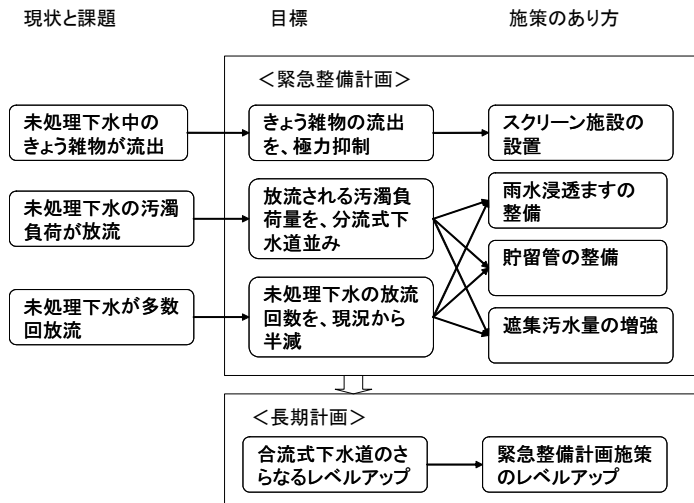 現状と課題
目標
施策のあり方
＜緊急整備計画＞
未処理下水中の
きょう雑物が流出
きょう雑物の流出
を、極力抑制
スクリーン施設の
設置
未処理下水の汚濁
負荷が放流
放流される汚濁負
荷量を、分流式下
水道並み
雨水浸透ますの
整備
貯留管の整備
未処理下水が多数
回放流
未処理下水の放流
回数を、現況から
半減
遮集汚水量の増強
＜長期計画＞
合流式下水道のさ
らなるレベルアップ
緊急整備計画施策
のレベルアップ